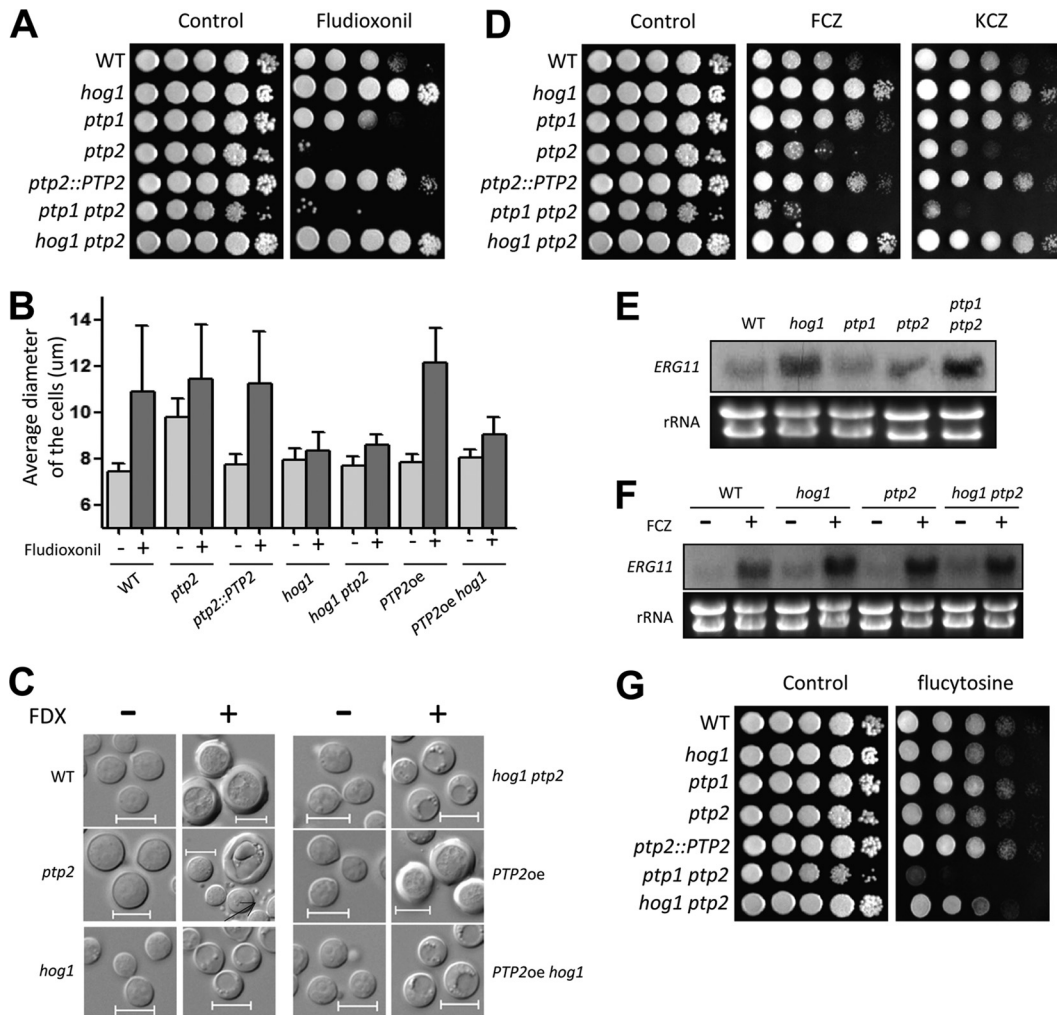 A
Control
Fludioxonil
WT
hog1
ptp1
ptp2
ptp2::PTP2
ptp1 ptp2
hog1 ptp2
B
Average diameter
of the cells (um)
14
12
10
8
6
Fludioxonil
- + - + - + - + - + - + - +
WT
ptp2
ptp2::PTP2
hog1
hog1 ptp2
PTP2oe
PTP2oe hog1
C
FDX
- + - +
WT
ptp2
hog1
hog1 ptp2
PTP2oe
PTP2oe hog1
D
Control
FCZ
KCZ
WT
hog1
ptp1
ptp2
ptp2::PTP2
ptp1 ptp2
hog1 ptp2
E
WT
hog1
ptp1
ptp2
ptp1
ptp2
ERG11
rRNA
F
WT
hog1
ptp2
hog1 ptp2
FCZ
- + - + - + - +
ERG11
rRNA
G
Control
flucytosine
WT
hog1
ptp1
ptp2
ptp2::PTP2
ptp1 ptp2
hog1 ptp2